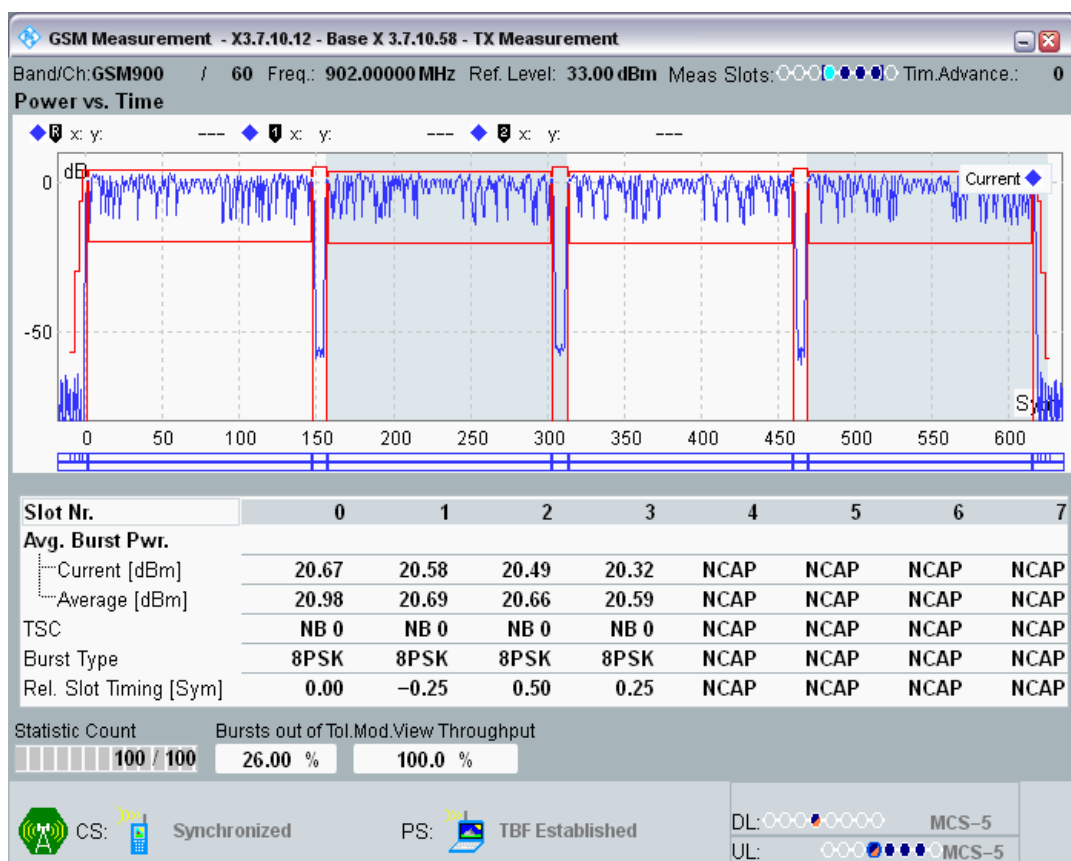 GSM Measurement - X3.7.10.12 - Base X 3.7.10.58 - TX Measurement
Band/Ch:GSM900 / 60 Freq.: 902.00000 MHz Ref. Level: 33.00 dBm Meas Slots: Tim.Advance.: 0
Power vs. Time
R x: y: --- 1 x: y: --- 2 x: y: ---
dB
Current
0
-50
0 50 100 150 200 250 300 350 400 450 500 550 600
Slot Nr. 0 1 2 3 4 5 6 7
Avg. Burst Pwr.
Current [dBm] 20.67 20.58 20.49 20.32 NCAP NCAP NCAP NCAP
Average [dBm] 20.98 20.69 20.66 20.59 NCAP NCAP NCAP NCAP
TSC NB 0 NB 0 NB 0 NB 0 NCAP NCAP NCAP NCAP
Burst Type 8PSK 8PSK 8PSK 8PSK NCAP NCAP NCAP NCAP
Rel. Slot Timing [Sym] 0.00 −0.25 0.50 0.25 NCAP NCAP NCAP NCAP
Statistic Count Bursts out of Tol. Mod.View Throughput
100 / 100 26.00 % 100.0 %
CS: Synchronized PS: TBF Established
DL: MCS−5
UL: MCS−5